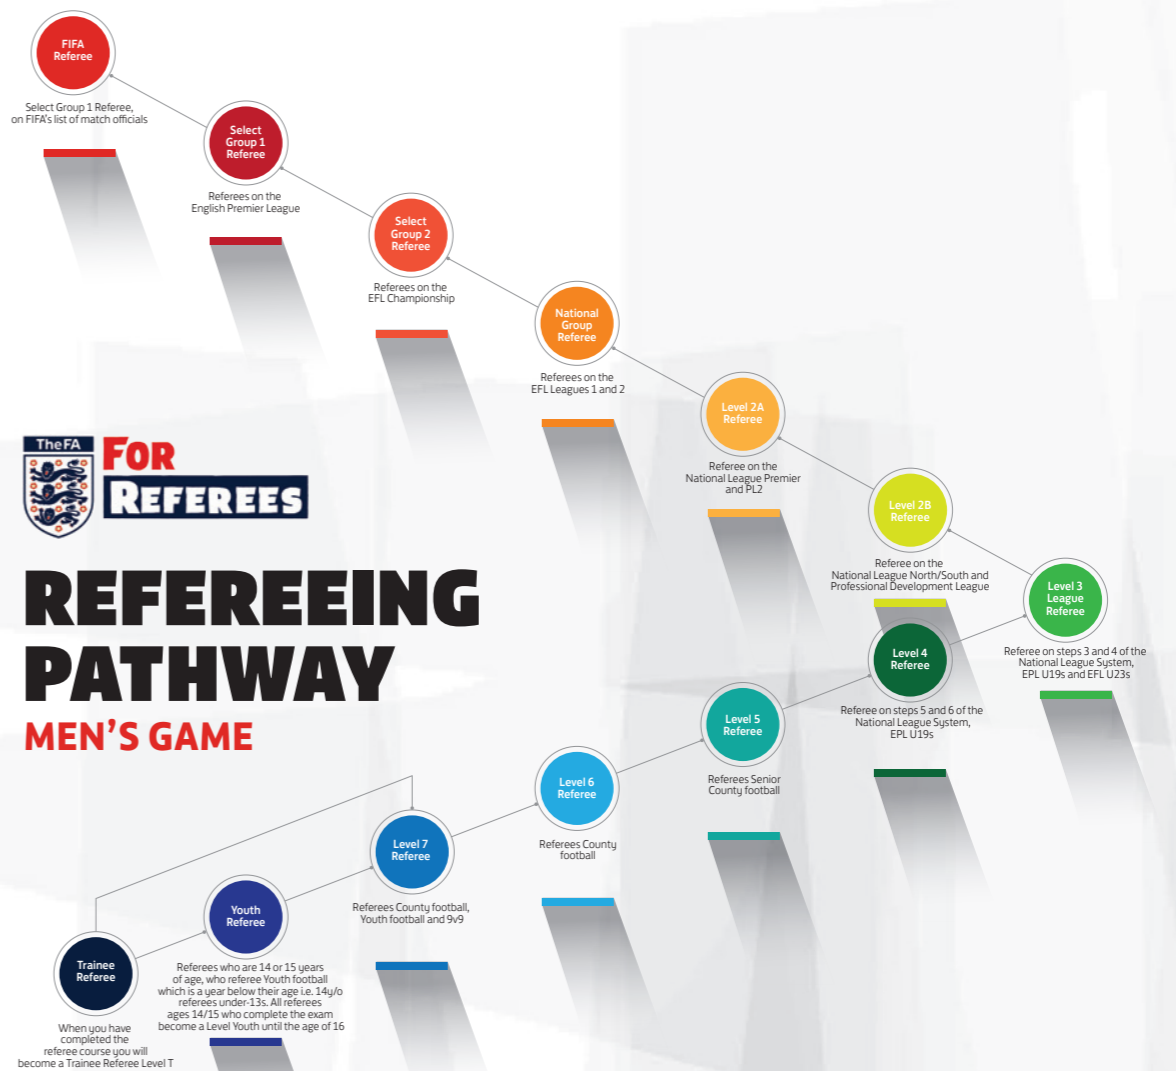 FIFA
Referee
Select Group 1 Referee,
on FIFA's list of match officials
Select
Group 1
Referee
Referees on the
English Premier League
Select
Group 2
Referee
Referees on the
EFL Championship
National
Group
Referee
Referees on the
EFL Leagues 1 and 2
Level 2A
Referee
Referee on the
National League Premier
and PL2
Level 2B
Referee
Referee on the
National League North/South and
Professional Development League
Level 3
League
Referee
Referee on steps 3 and 4 of the
National League System,
EPL U19s and EFL U23s
Level 4
Referee
Referee on steps 5 and 6 of the
National League System,
EPL U19s
Level 5
Referee
Referees Senior
County football
Level 6
Referee
Referees County
football
Level 7
Referee
Referees County football,
Youth football and 9v9
Youth
Referee
Referees who are 14 or 15 years
of age, who referee Youth football
which is a year below their age i.e. 14y/o
referees under-13s. All referees
ages 14/15 who complete the exam
become a Level Youth until the age of 16
Trainee
Referee
When you have
completed the
referee course you will
become a Trainee Referee Level T
The FA
FOR
REFEREES
REFEREEING
PATHWAY
MEN'S GAME